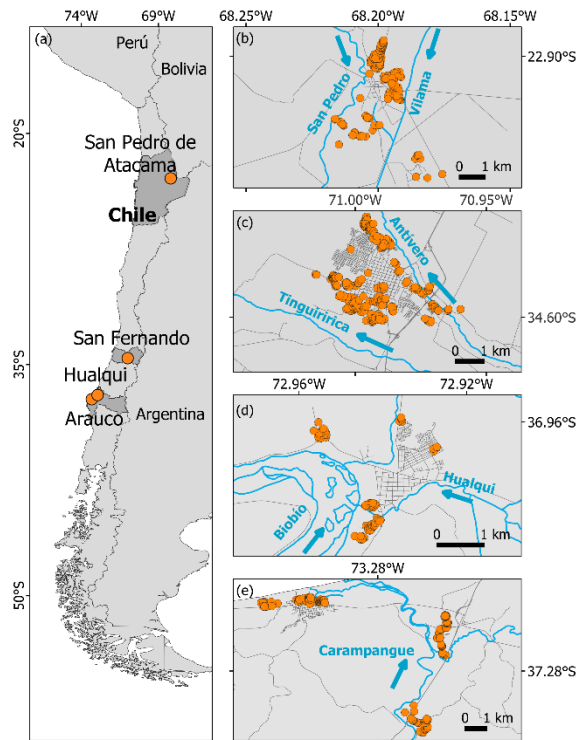 (a)
74°W
69°W
Perú
Bolivia
20°S
San Pedro de
Atacama
Chile
San Fernando
35°S
Hualqui
Arauco
Argentina
50°S
68.25°W
68.20°W
68.15°W
(b)
22.90°S
San Pedro
Vilama
0 1 km
71.00°W
70.95°W
(c)
Antivero
Tinguiririca
34.60°S
0 1 km
72.96°W
72.92°W
(d)
36.96°S
Hualqui
Biobío
0 1 km
73.28°W
(e)
Carampangue
37.28°S
0 1 km